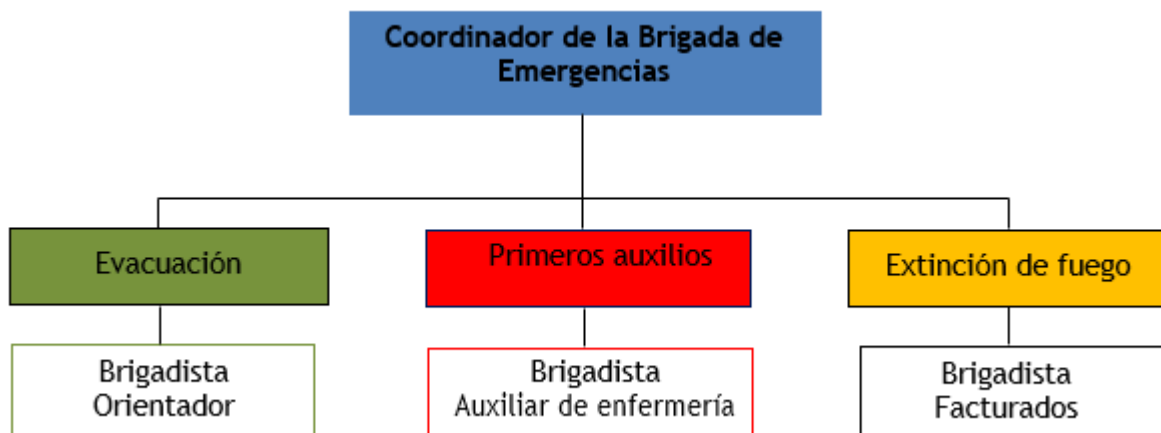 Coordinador de la Brigada de
Emergencias
Evacuación
Primeros auxilios
Extinción de fuego
Brigadista
Orientador
Brigadista
Auxiliar de enfermería
Brigadista
Facturados